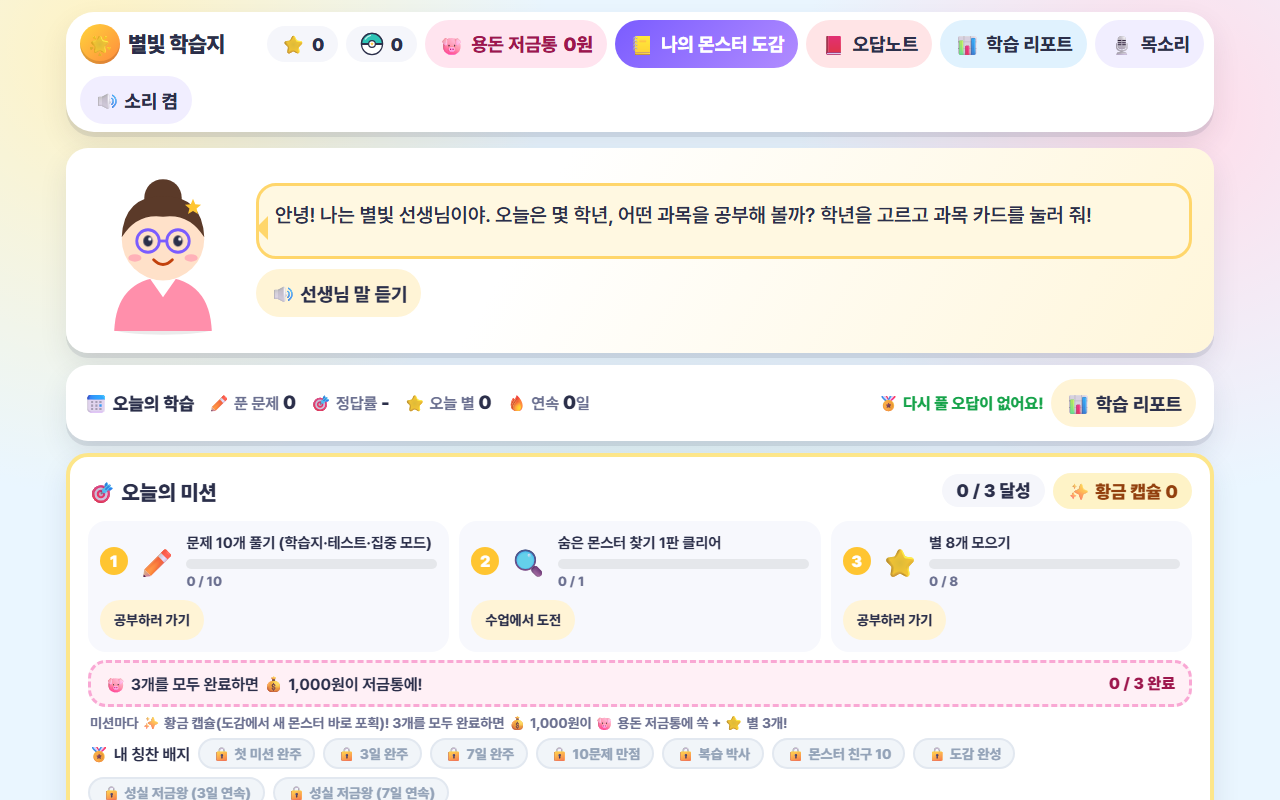 별빛 학습지 0 0 용돈 저금통 0원 나의 몬스터 도감 오답노트 학습 리포트 목소리
소리 켬
안녕! 나는 별빛 선생님이야. 오늘은 몇 학년, 어떤 과목을 공부해 볼까? 학년을 고르고 과목 카드를 눌러 줘!
선생님 말 듣기
오늘의 학습 푼 문제 0 정답률 - 오늘 별 0 연속 0일 다시 풀 오답이 없어요! 학습 리포트
오늘의 미션 0 / 3 달성 황금 캡슐 0
1 문제 10개 풀기 (학습지·테스트·집중 모드)
0 / 10
공부하러 가기
2 숨은 몬스터 찾기 1판 클리어
0 / 1
수업에서 도전
3 별 8개 모으기
0 / 8
공부하러 가기
3개를 모두 완료하면 1,000원이 저금통에! 0 / 3 완료
미션마다 황금 캡슐(도감에서 새 몬스터 바로 포획)! 3개를 모두 완료하면 1,000원이 용돈 저금통에 쏙 + 별 3개!
내 칭찬 배지 첫 미션 완주 3일 완주 7일 완주 10문제 만점 복습 박사 몬스터 친구 10 도감 완성
성실 저금왕 (3일 연속) 성실 저금왕 (7일 연속)